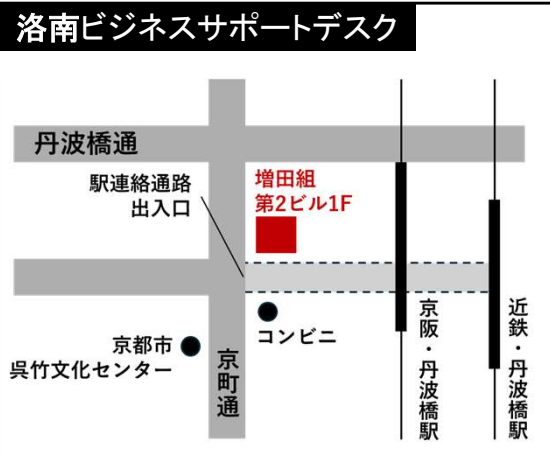 洛南ビジネスサポートデスク
丹波橋通
駅連絡通路
出入口
増田組
第2ビル1F
コンビニ
京都市
呉竹文化センター
京町通
京阪・丹波橋駅
近鉄・丹波橋駅